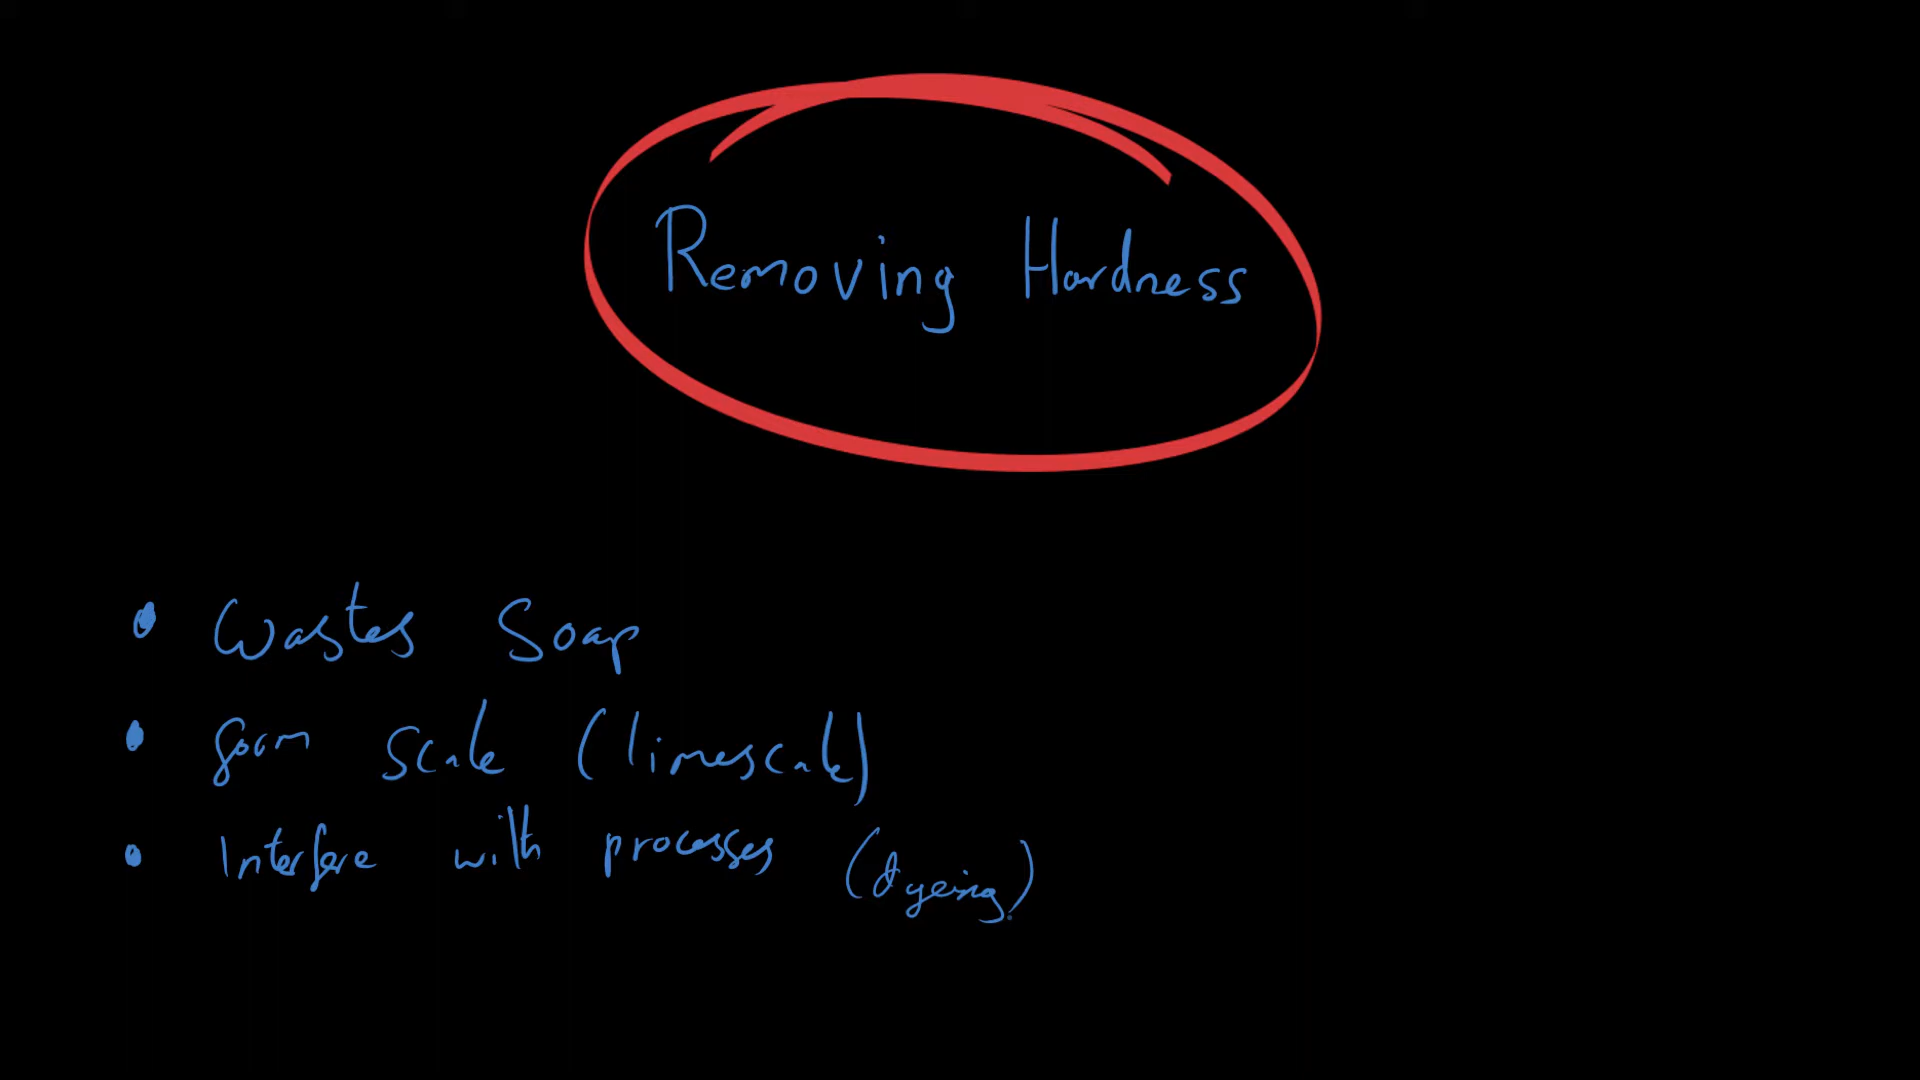 Removing Hardness
• Wastes Soap
• form scale (limescale)
• Interfere with processes (dyeing)